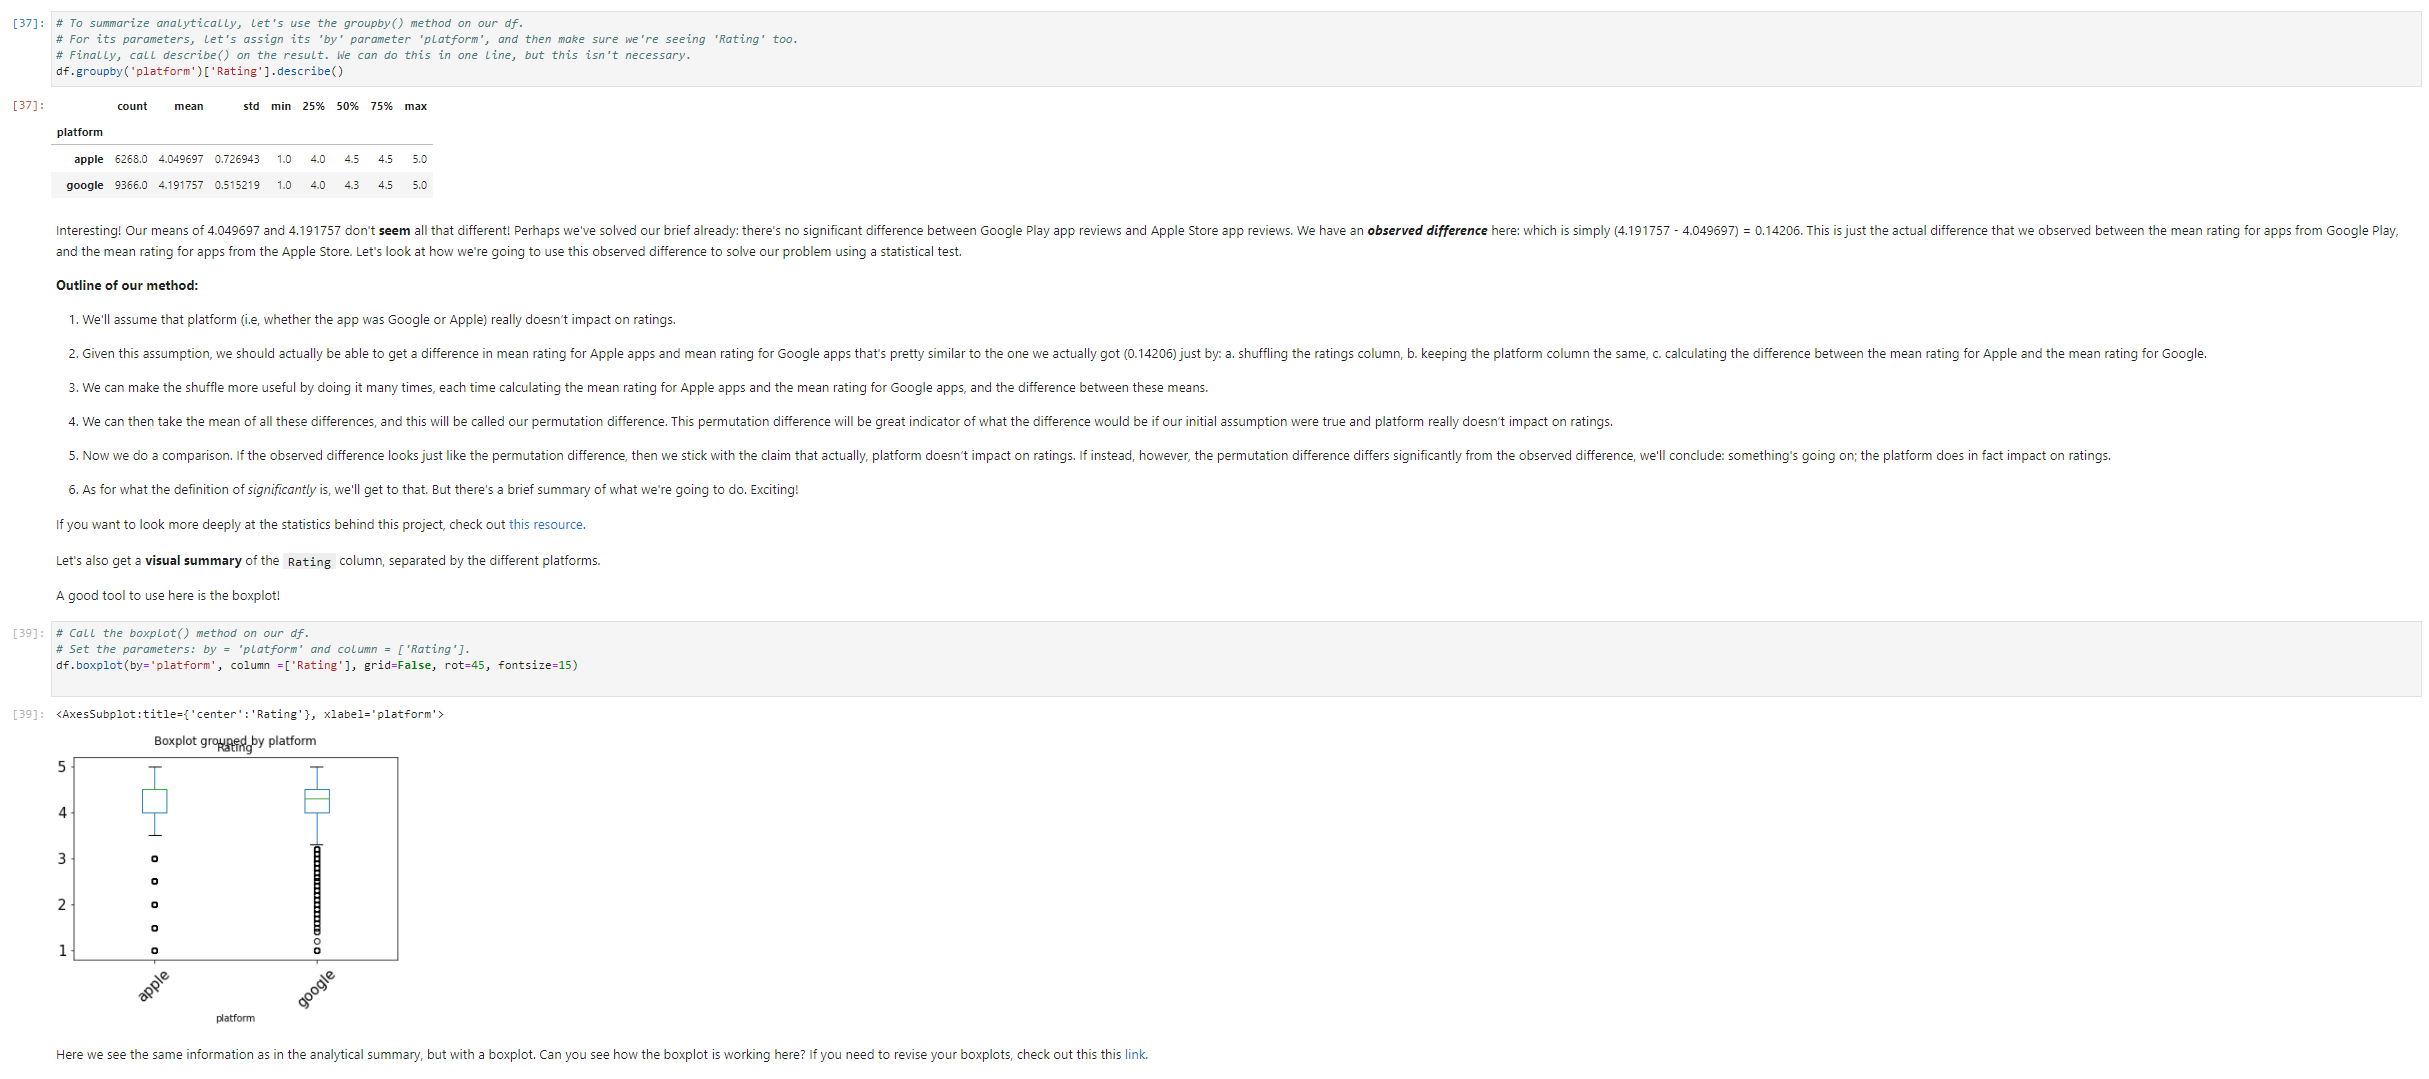 [37]: # To summarize analytically, let's use the groupby() method on our df.
# For its parameters, let's assign its 'by' parameter 'platform', and then make sure we're seeing 'Rating' too.
# Finally, call describe() on the result. We can do this in one line, but this isn't necessary.
df.groupby('platform')['Rating'].describe()
[37]: count mean std min 25% 50% 75% max
platform
apple 6268.0 4.049697 0.726943 1.0 4.0 4.5 4.5 5.0
google 9366.0 4.191757 0.515219 1.0 4.0 4.3 4.5 5.0
Interesting! Our means of 4.049697 and 4.191757 don't seem all that different! Perhaps we've solved our brief already: there's no significant difference between Google Play app reviews and Apple Store app reviews. We have an observed difference here: which is simply (4.191757 - 4.049697) = 0.14206. This is just the actual difference that we observed between the mean rating for apps from Google Play,
and the mean rating for apps from the Apple Store. Let's look at how we're going to use this observed difference to solve our problem using a statistical test.
Outline of our method:
1. We'll assume that platform (i.e, whether the app was Google or Apple) really doesn't impact on ratings.
2. Given this assumption, we should actually be able to get a difference in mean rating for Apple apps and mean rating for Google apps that's pretty similar to the one we actually got (0.14206) just by: a. shuffling the ratings column, b. keeping the platform column the same, c. calculating the difference between the mean rating for Apple and the mean rating for Google.
3. We can make the shuffle more useful by doing it many times, each time calculating the mean rating for Apple apps and the mean rating for Google apps, and the difference between these means.
4. We can then take the mean of all these differences, and this will be called our permutation difference. This permutation difference will be great indicator of what the difference would be if our initial assumption were true and platform really doesn't impact on ratings.
5. Now we do a comparison. If the observed difference looks just like the permutation difference, then we stick with the claim that actually, platform doesn't impact on ratings. If instead, however, the permutation difference differs significantly from the observed difference, we'll conclude: something's going on; the platform does in fact impact on ratings.
6. As for what the definition of significantly is, we'll get to that. But there's a brief summary of what we're going to do. Exciting!
If you want to look more deeply at the statistics behind this project, check out this resource.
Let's also get a visual summary of the Rating column, separated by the different platforms.
A good tool to use here is the boxplot!
[39]: # Call the boxplot() method on our df.
# Set the parameters: by = 'platform' and column = ['Rating'].
df.boxplot(by='platform', column =['Rating'], grid=False, rot=45, fontsize=15)
[39]: <AxesSubplot:title={'center':'Rating'}, xlabel='platform'>
Boxplot grouped by platform
Rating
5
4
3
2
1
apple
google
platform
Here we see the same information as in the analytical summary, but with a boxplot. Can you see how the boxplot is working here? If you need to revise your boxplots, check out this this link.